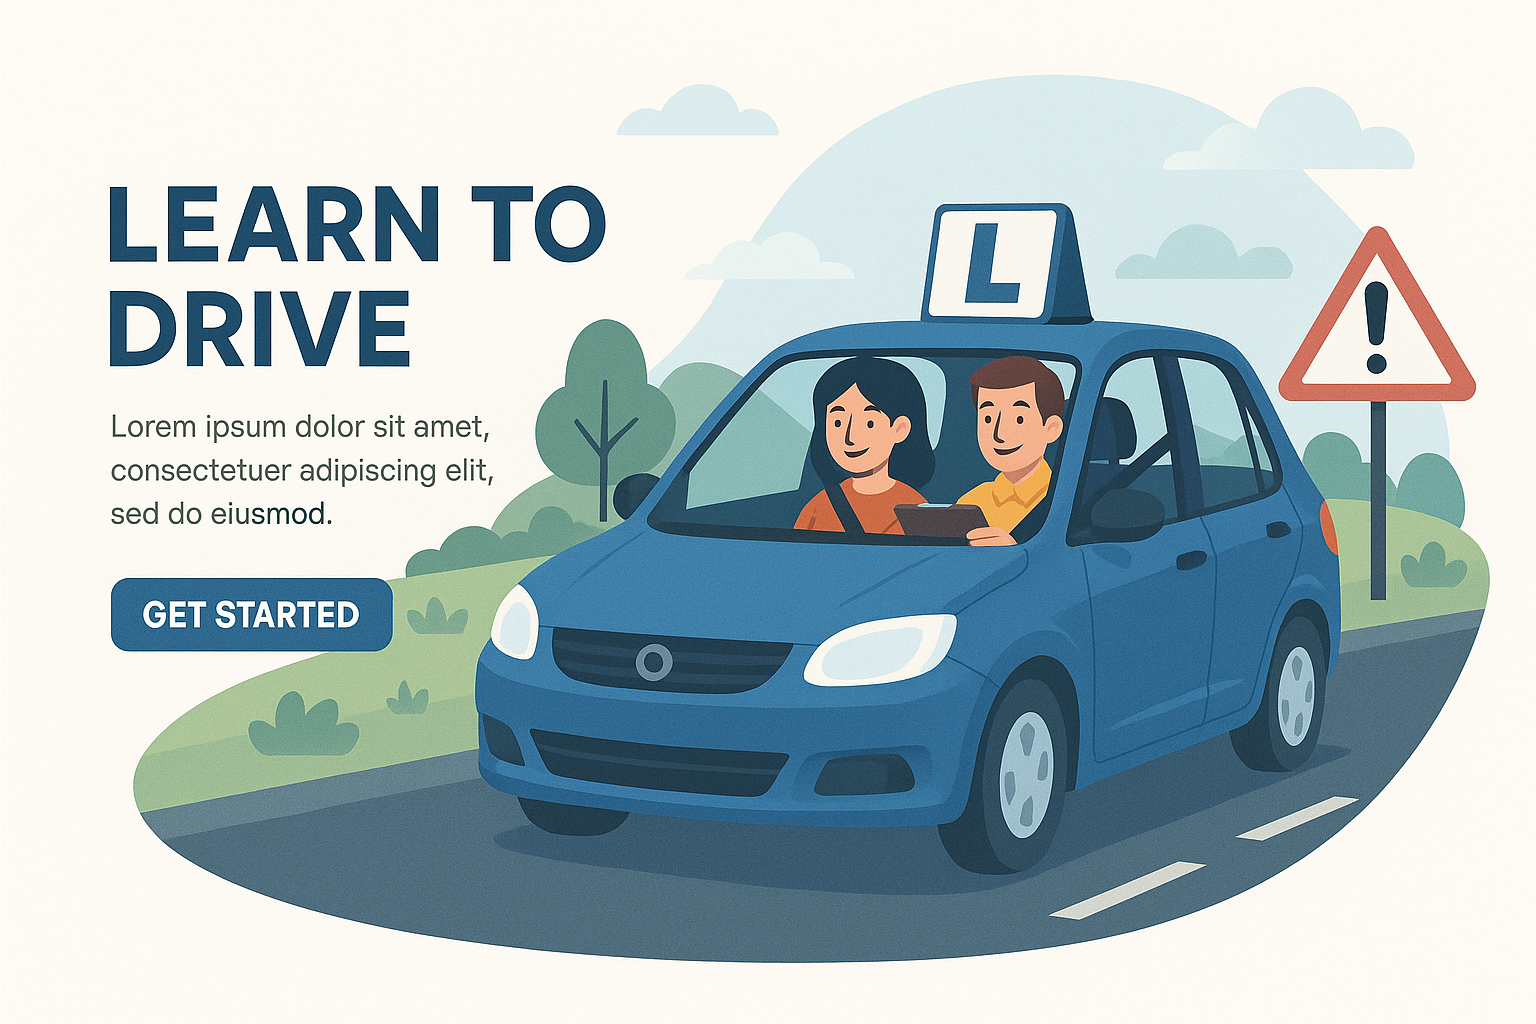 LEARN TO
DRIVE
Lorem ipsum dolor sit amet,
consectetuer adipiscing elit,
sed do eiusmod.
GET STARTED
L
!